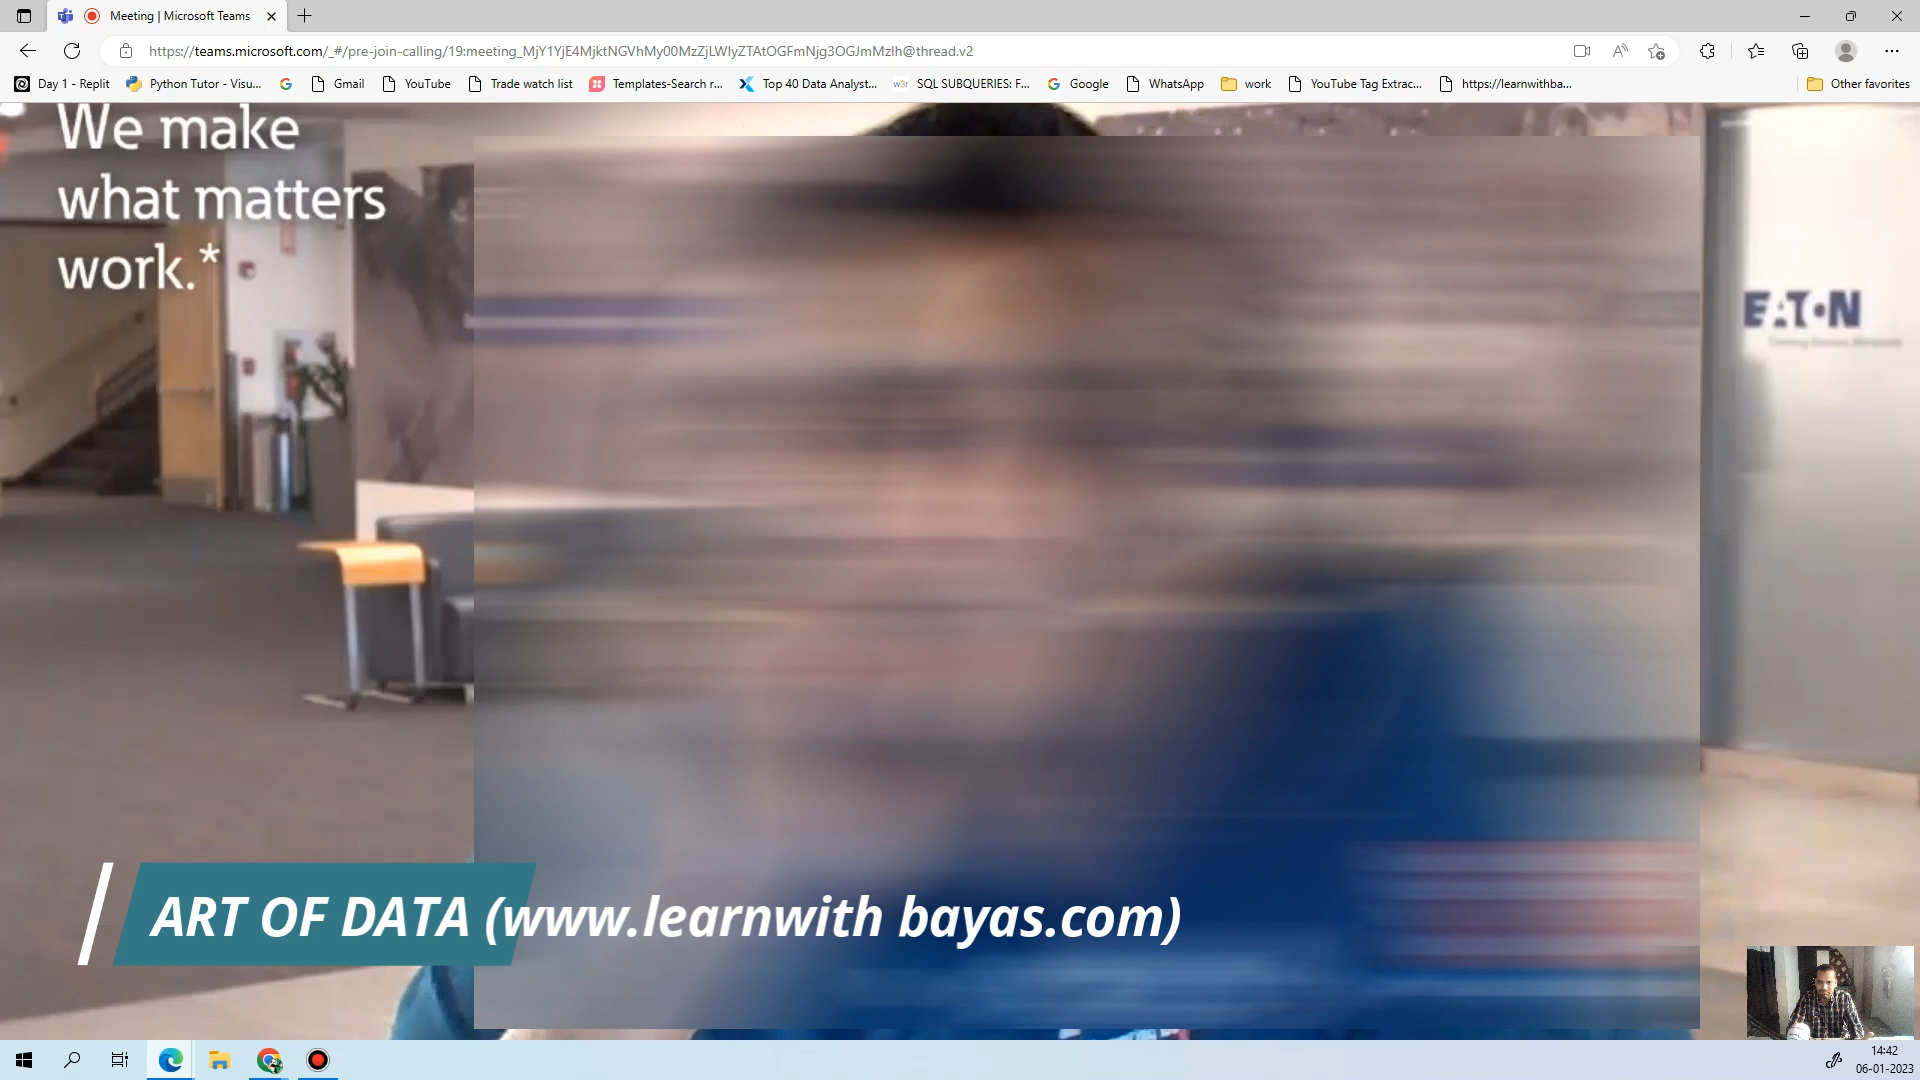 Meeting | Microsoft Teams
https://teams.microsoft.com/_#/pre-join-calling/19:meeting_MjY1YjE4MjktNGVhMy00MzZjLWIyZTAtOGFmNjg3OGJmMzlh@thread.v2
Day 1 - Replit
Python Tutor - Visu...
Gmail
YouTube
Trade watch list
Templates-Search r...
Top 40 Data Analyst...
w3r
SQL SUBQUERIES: F...
Google
WhatsApp
work
YouTube Tag Extrac...
https://learnwithba...
Other favorites
We make
what matters
work.*
EATON
ART OF DATA (www.learnwith bayas.com)
14:42
06-01-2023